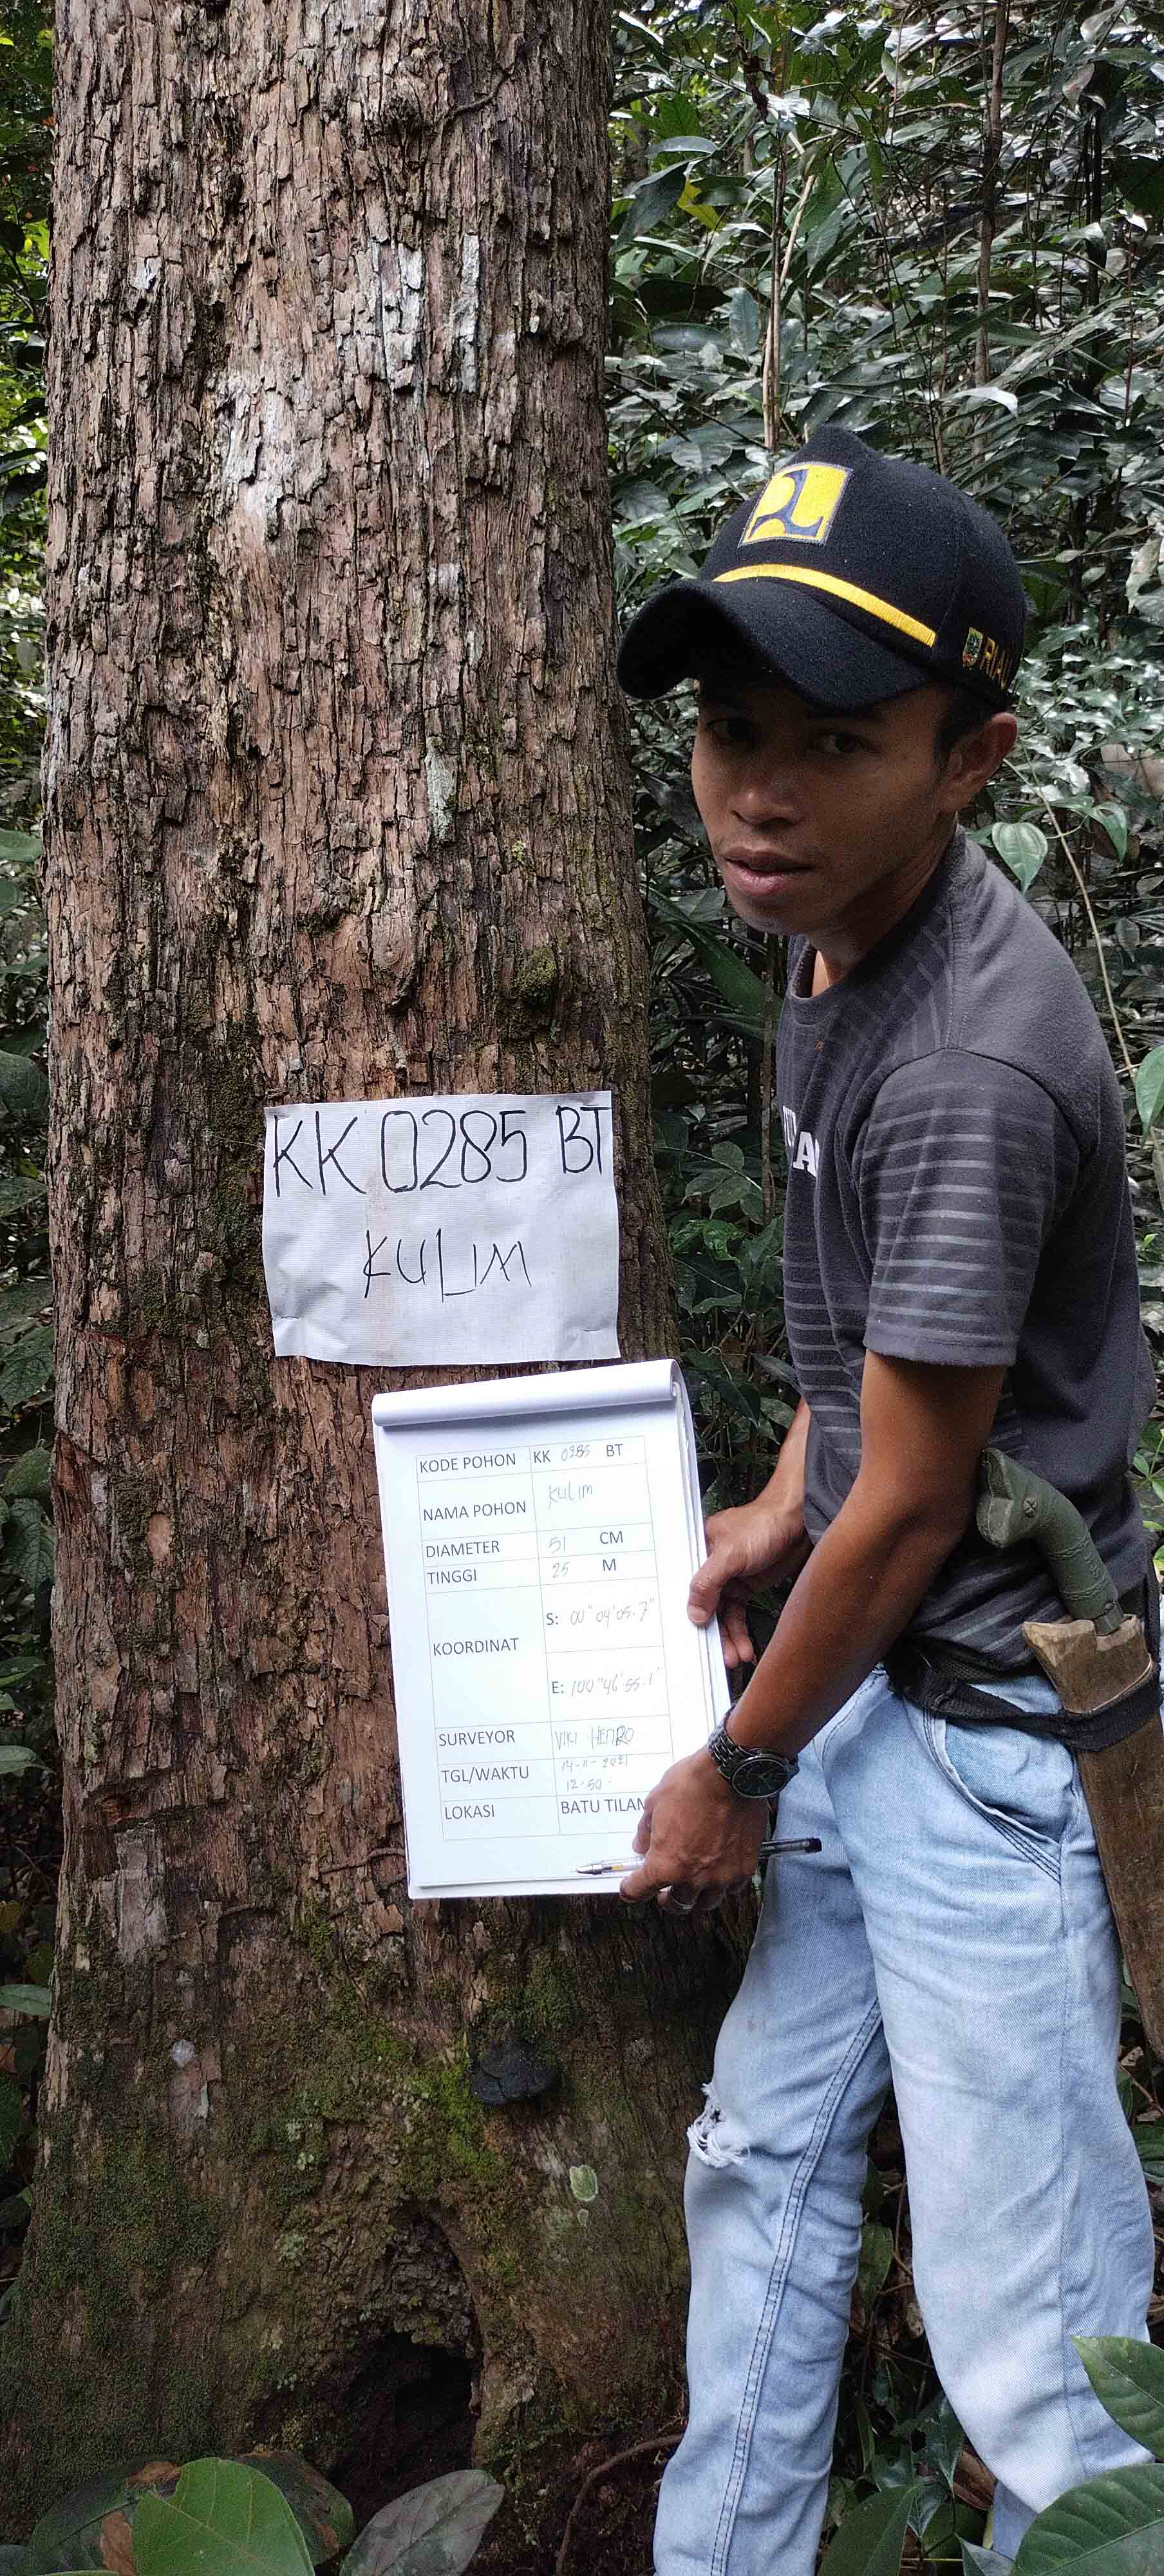 RIAU
KK 0285 BT
KULIM
KODE POHON KK 0285 BT
NAMA POHON KULIM
DIAMETER 51 CM
TINGGI 25 M
KOORDINAT S: 00°04'05.7"
E: 100°46'55.1"
SURVEYOR VIKI HENRO
TGL/WAKTU 14-11-2021
12.50.
LOKASI BATU TILAN